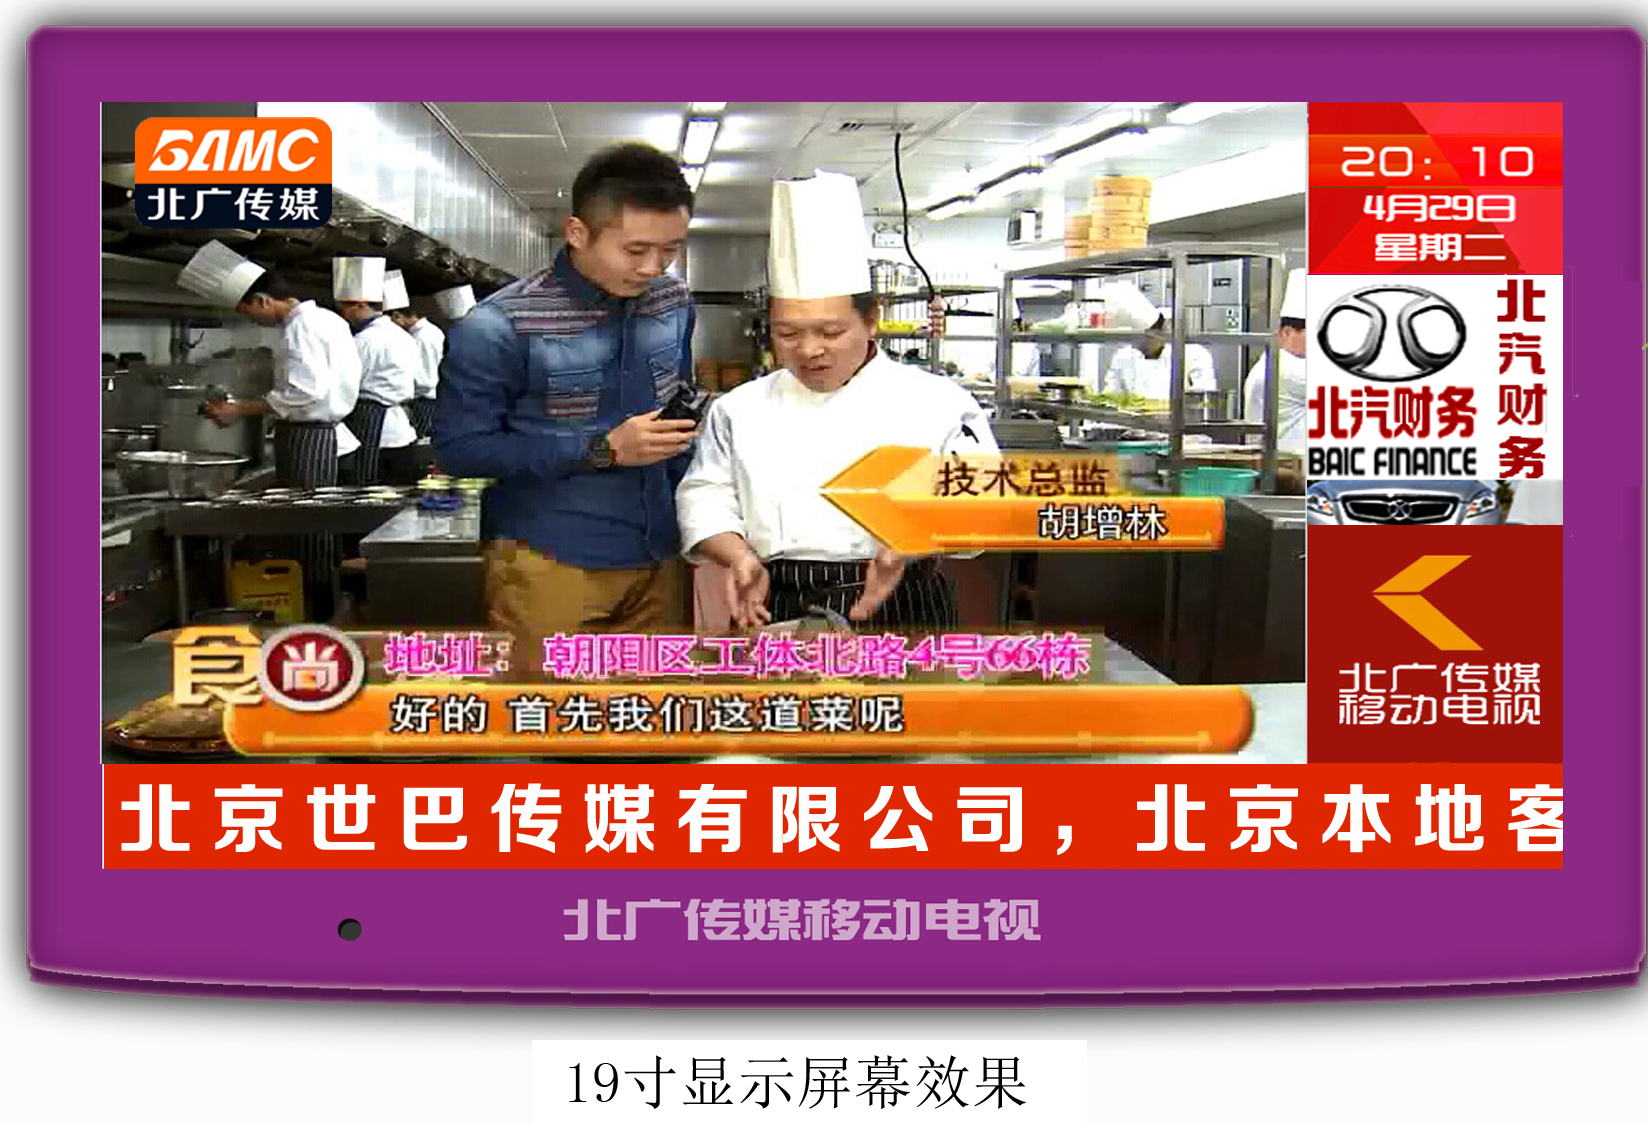 BAMC
北广传媒
20: 10
4月29日
星期二
北汽财务
BAIC FINANCE
北汽财务
技术总监
胡增林
食尚
地址： 朝阳区工体北路4号66栋
好的 首先我们这道菜呢
北广传媒
移动电视
北京世巴传媒有限公司，北京本地客
北广传媒移动电视
19寸显示屏幕效果